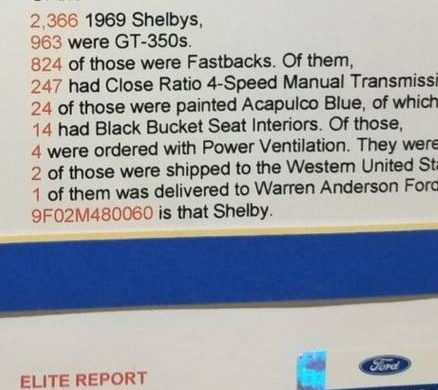 2,366 1969 Shelbys,
963 were GT-350s.
824 of those were Fastbacks. Of them,
247 had Close Ratio 4-Speed Manual Transmissi
24 of those were painted Acapulco Blue, of which
14 had Black Bucket Seat Interiors. Of those,
4 were ordered with Power Ventilation. They were
2 of those were shipped to the Western United Sta
1 of them was delivered to Warren Anderson Ford
9F02M480060 is that Shelby.
ELITE REPORT
Ford